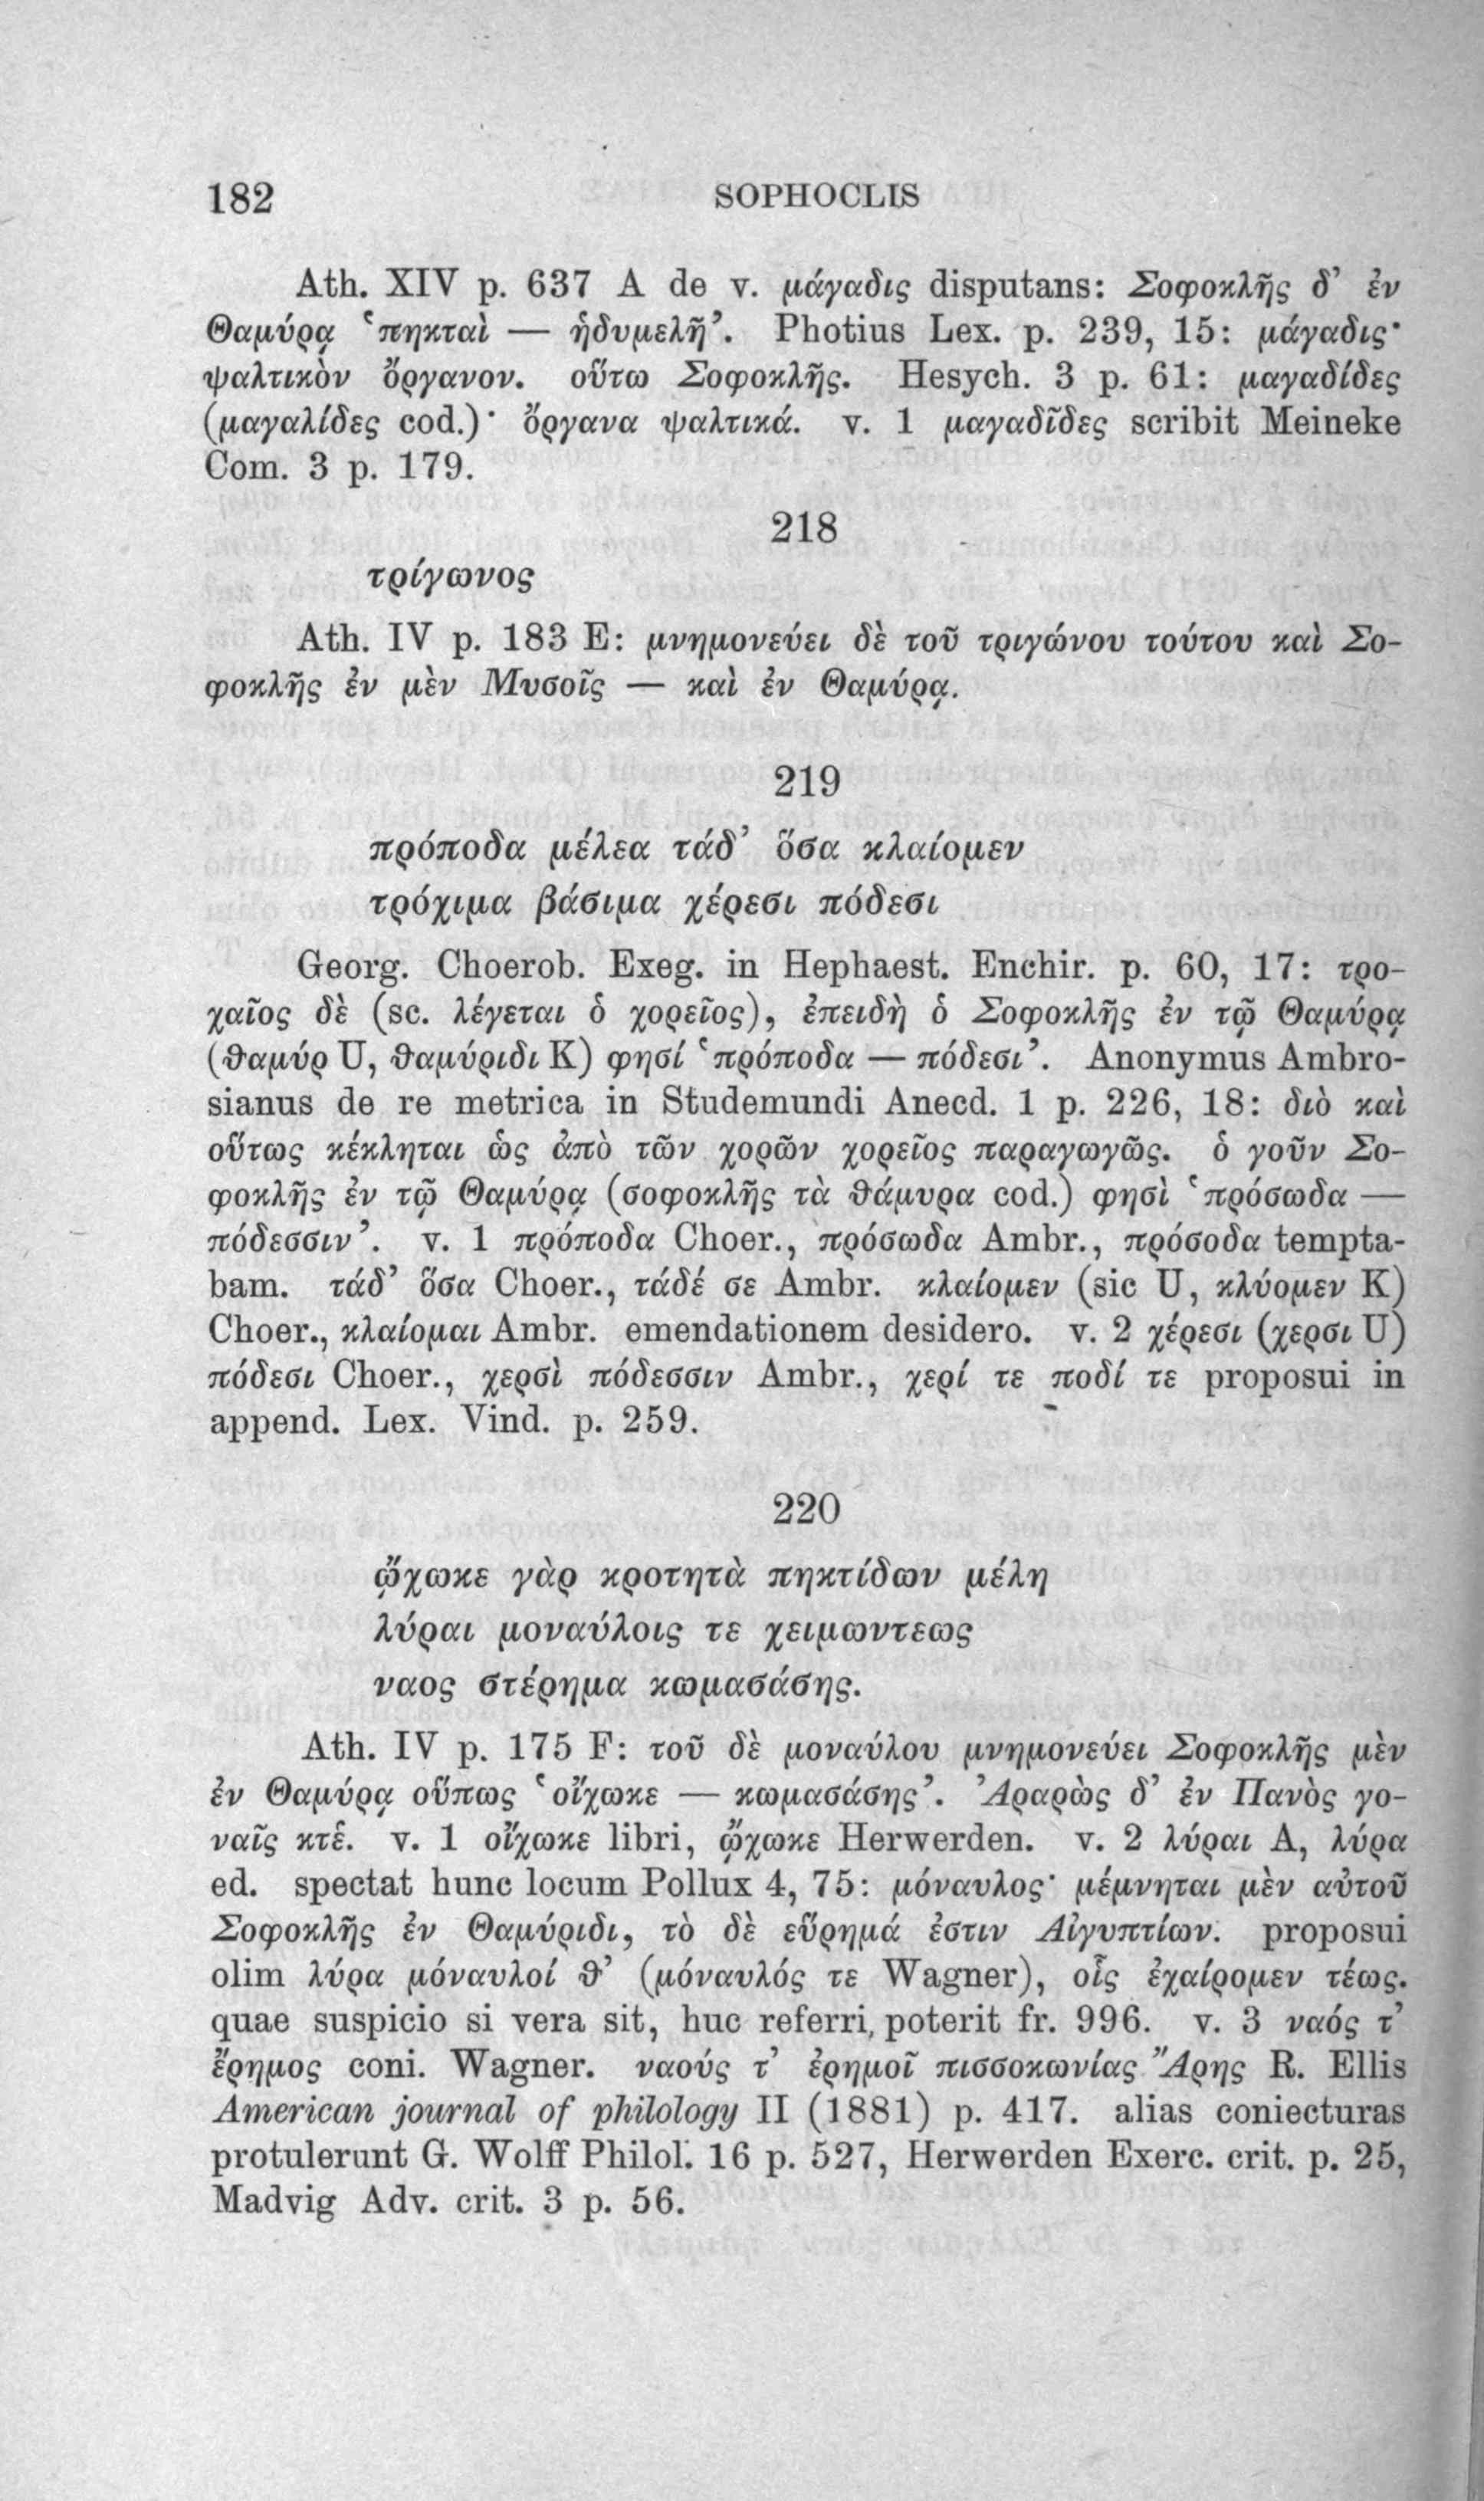 182
SOPHOCLIS
Ath. XIV p. 637 A de v. μάγαδις disputans: Σοφοκλῆς δ’ ἐν
Θαμύρᾳ ‘πηκταὶ — ἡδυμελῆ’. Photius Lex. p. 239, 15: μάγαδις·
ψαλτικὸν ὄργανον. οὕτω Σοφοκλῆς. Hesych. 3 p. 61: μαγαδίδες
(μαγαλίδες cod.)· ὄργανα ψαλτικά. v. 1 μαγαδῖδες scribit Meineke
Com. 3 p. 179.
218
τρίγωνος
Ath. IV p. 183 E: μνημονεύει δὲ τοῦ τριγώνου τούτου καὶ Σο-
φοκλῆς ἐν μὲν Μυσοῖς — καὶ ἐν Θαμύρᾳ.
219
πρόποδα μέλεα τάδ’ ὅσα κλαίομεν
τρόχιμα βάσιμα χέρεσι πόδεσι
Georg. Choerob. Exeg. in Hephaest. Enchir. p. 60, 17: τρο-
χαῖος δὲ (sc. λέγεται ὁ χορεῖος), ἐπειδὴ ὁ Σοφοκλῆς ἐν τῷ Θαμύρᾳ
(θαμύρ U, θαμύριδι K) φησί ‘πρόποδα — πόδεσι’. Anonymus Ambro-
sianus de re metrica in Studemundi Anecd. 1 p. 226, 18: διὸ καὶ
οὕτως κέκληται ὡς ἀπὸ τῶν χορῶν χορεῖος παραγωγῶς. ὁ γοῦν Σο-
φοκλῆς ἐν τῷ Θαμύρᾳ (σοφοκλῆς τὰ θάμυρα cod.) φησὶ ‘πρόσωδα —
πόδεσσιν’. v. 1 πρόποδα Choer., πρόσωδα Ambr., πρόσοδα tempta-
bam. τάδ’ ὅσα Choer., τάδέ σε Ambr. κλαίομεν (sic U, κλύομεν K)
Choer., κλαίομαι Ambr. emendationem desidero. v. 2 χέρεσι (χερσι U)
πόδεσι Choer., χερσὶ πόδεσσιν Ambr., χερί τε ποδί τε proposui in
append. Lex. Vind. p. 259.
220
ᾤχωκε γὰρ κροτητὰ πηκτίδων μέλη
λύραι μοναύλοις τε χειμωντεως
ναος στέρημα κωμασάσης.
Ath. IV p. 175 F: τοῦ δὲ μοναύλου μνημονεύει Σοφοκλῆς μὲν
ἐν Θαμύρᾳ οὕπως ‘οἴχωκε — κωμασάσης’. Ἀραρὼς δ’ ἐν Πανὸς γο-
ναῖς κτἑ. v. 1 οἴχωκε libri, ᾤχωκε Herwerden. v. 2 λύραι A, λύρα
ed. spectat hunc locum Pollux 4, 75: μόναυλος· μέμνηται μὲν αὐτοῦ
Σοφοκλῆς ἐν Θαμύριδι, τὸ δὲ εὕρημά ἐστιν Αἰγυπτίων. proposui
olim λύρα μόναυλοί θ’ (μόναυλός τε Wagner), οἷς ἐχαίρομεν τέως.
quae suspicio si vera sit, huc referri poterit fr. 996. v. 3 ναός τ’
ἔρημος coni. Wagner. ναούς τ’ ἐρημοῖ πισσοκωνίας Ἄρης R. Ellis
American journal of philology II (1881) p. 417. alias coniecturas
protulerunt G. Wolff Philol. 16 p. 527, Herwerden Exerc. crit. p. 25,
Madvig Adv. crit. 3 p. 56.